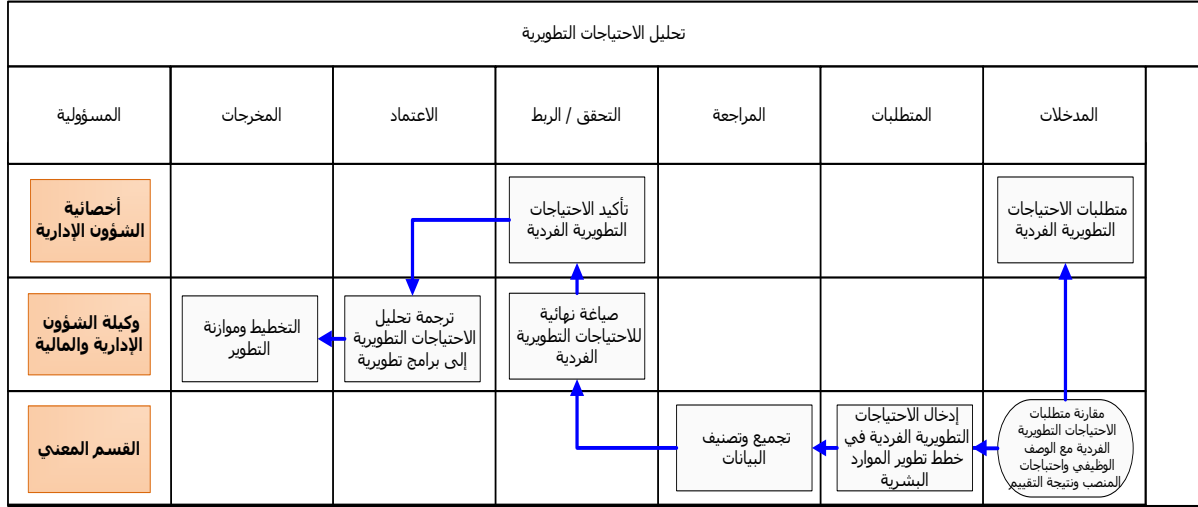 تحليل الاحتياجات التطويرية
المسؤولية
المخرجات
الاعتماد
التحقق / الربط
المراجعة
المتطلبات
المدخلات
أخصائية
الشؤون الإدارية
تأكيد الاحتياجات
التطويرية الفردية
متطلبات الاحتياجات
التطويرية الفردية
وكيلة الشؤون
الإدارية والمالية
التخطيط وموازنة
التطوير
ترجمة تحليل
الاحتياجات التطويرية
إلى برامج تطويرية
صياغة نهائية
للاحتياجات التطويرية
الفردية
القسم المعني
تجميع وتصنيف
البيانات
إدخال الاحتياجات
التطويرية الفردية في
خطط تطوير الموارد
البشرية
مقارنة متطلبات
الاحتياجات التطويرية
الفردية مع الوصف
الوظيفي واحتباجات
المنصب ونتيجة التقييم